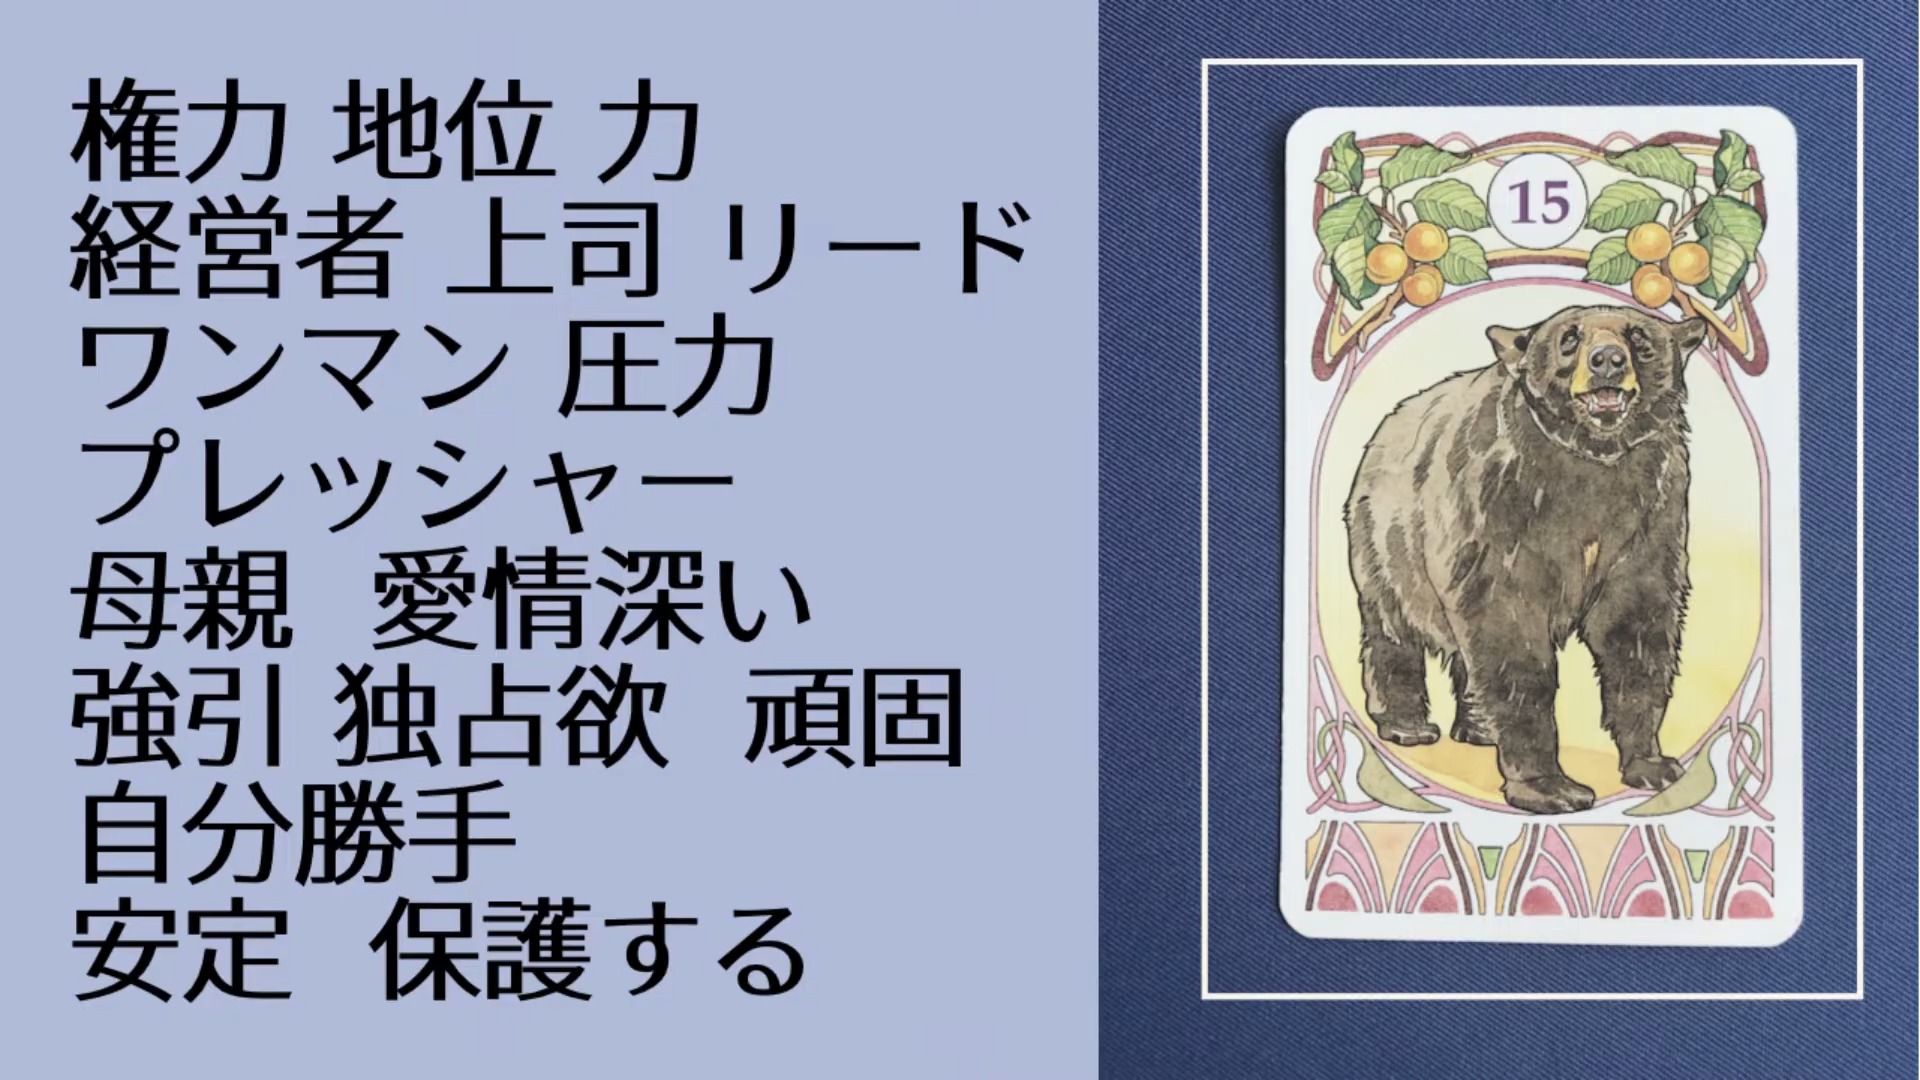 権力 地位 力
経営者 上司 リード
ワンマン 圧力
プレッシャー
母親 愛情深い
強引 独占欲 頑固
自分勝手
安定 保護する
15